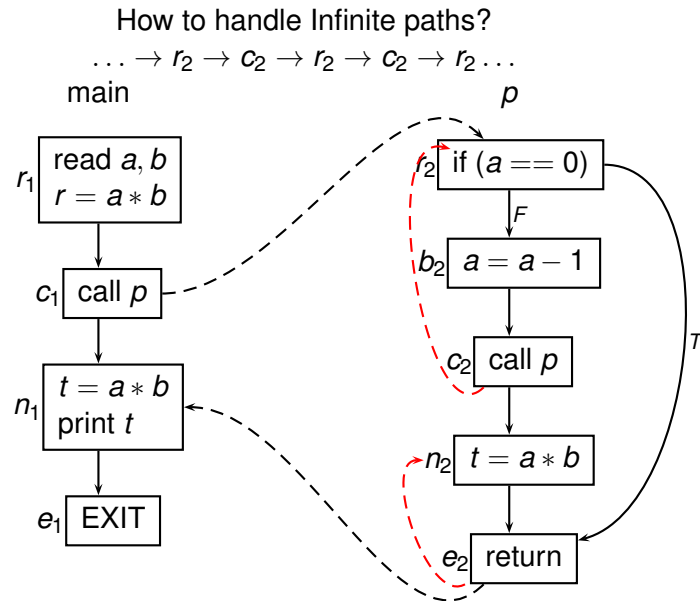 How to handle Infinite paths?
… → r₂ → c₂ → r₂ → c₂ → r₂ …
main
p
r₁
read a, b
r = a ∗ b
c₁
call p
n₁
t = a ∗ b
print t
e₁
EXIT
r₂
if (a == 0)
F
T
b₂
a = a − 1
c₂
call p
n₂
t = a ∗ b
e₂
return